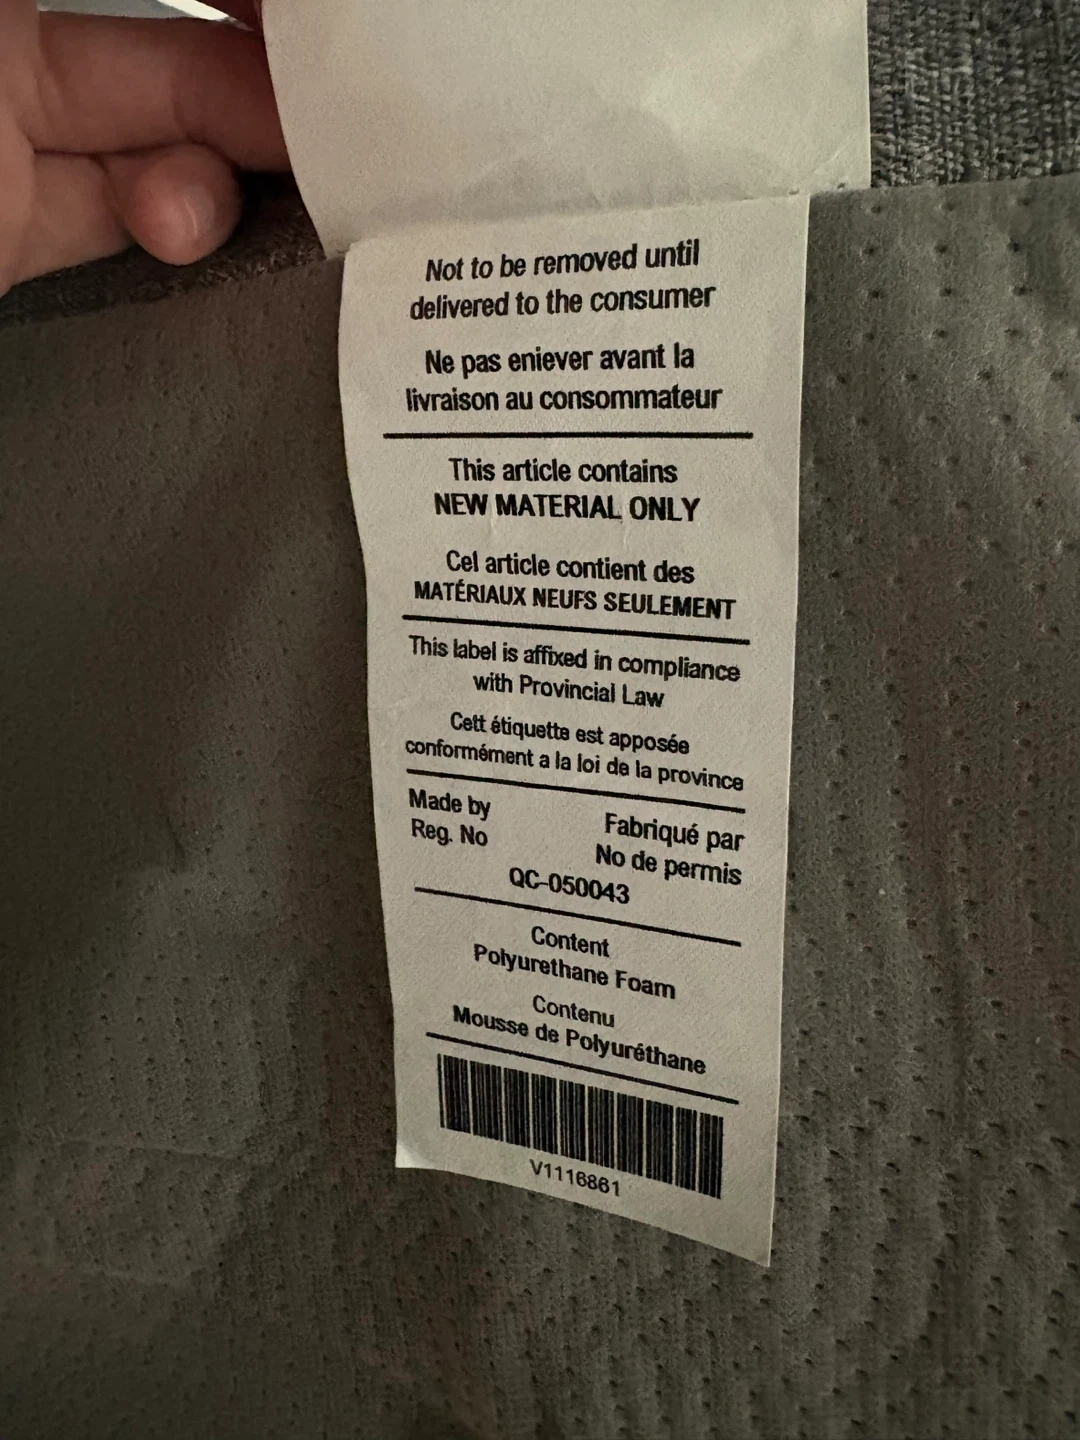 Not to be removed until
delivered to the consumer
Ne pas eniever avant la
livraison au consommateur
This article contains
NEW MATERIAL ONLY
Cel article contient des
MATÉRIAUX NEUFS SEULEMENT
This label is affixed in compliance
with Provincial Law
Cett étiquette est apposée
conformément a la loi de la province
Made by Fabriqué par
Reg. No No de permis
QC-050043
Content
Polyurethane Foam
Contenu
Mousse de Polyuréthane
V1116861